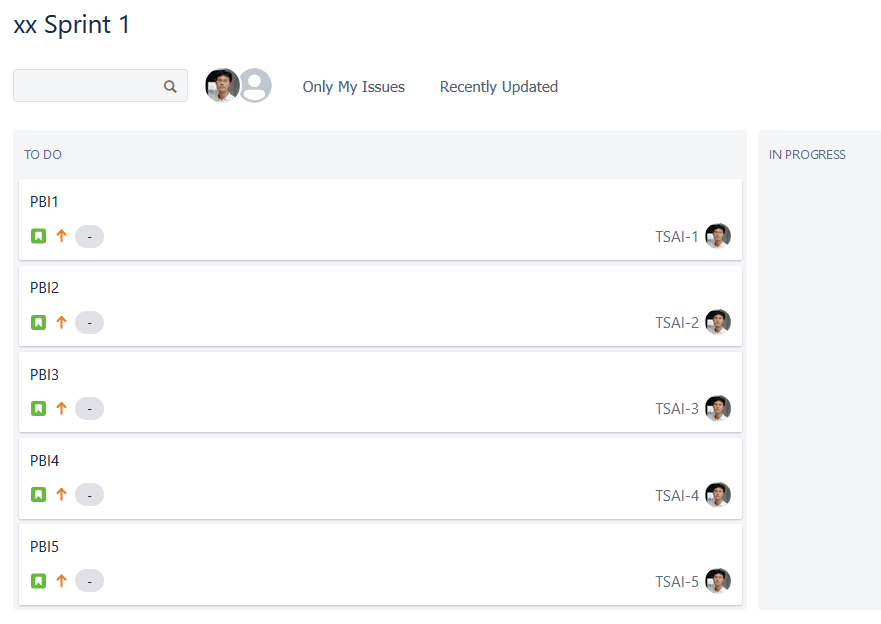 xx Sprint 1
Only My Issues Recently Updated
TO DO
PBI1
- TSAI-1
PBI2
- TSAI-2
PBI3
- TSAI-3
PBI4
- TSAI-4
PBI5
- TSAI-5
IN PROGRESS